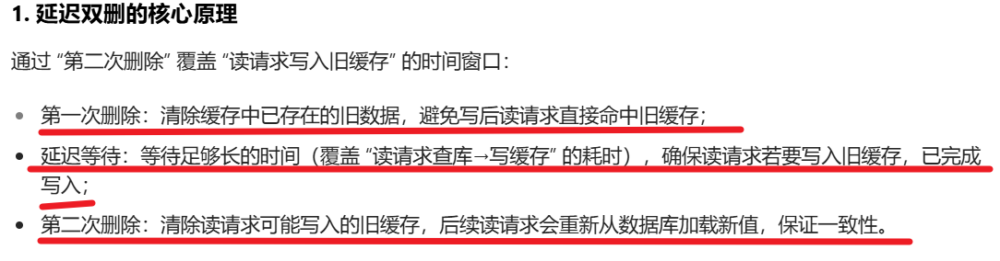 1. 延迟双删的核心原理
通过 “第二次删除” 覆盖 “读请求写入旧缓存” 的时间窗口：
• 第一次删除：清除缓存中已存在的旧数据，避免写后读请求直接命中旧缓存；
• 延迟等待：等待足够长的时间（覆盖 “读请求查库→写缓存” 的耗时），确保读请求若要写入旧缓存，已完成
写入；
• 第二次删除：清除读请求可能写入的旧缓存，后续读请求会重新从数据库加载新值，保证一致性。